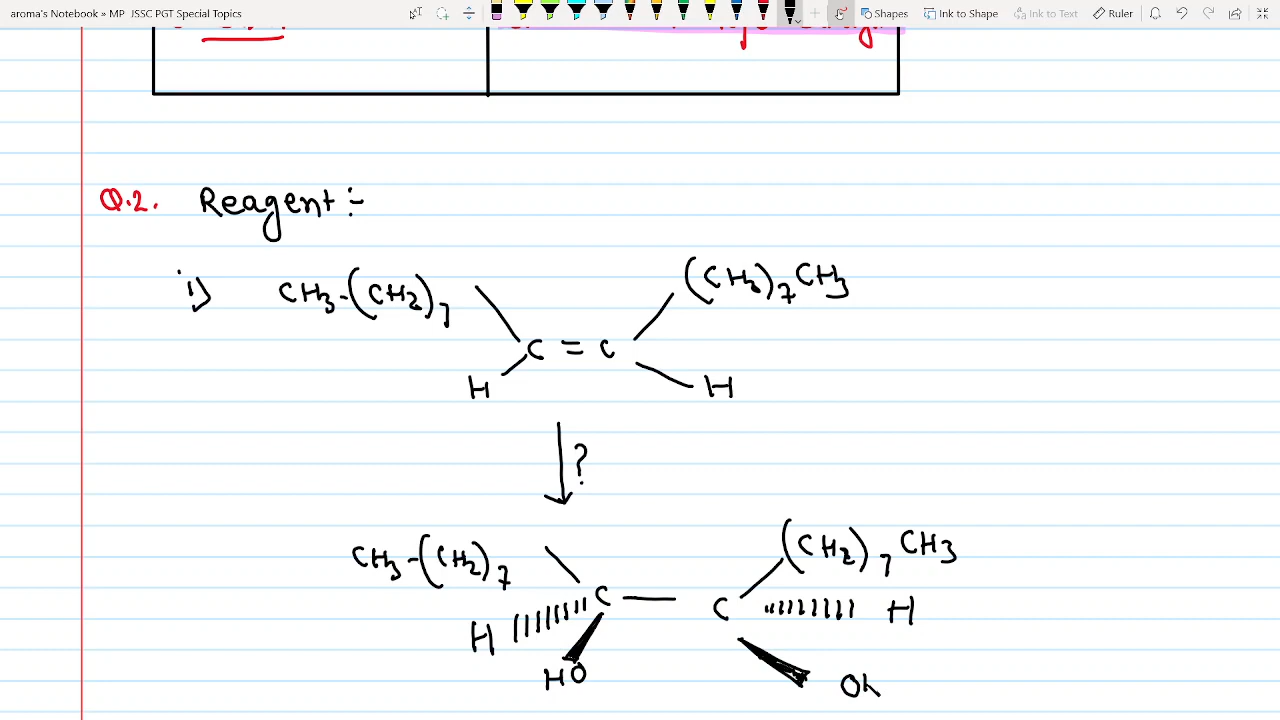 aroma's Notebook » MP JSSC PGT Special Topics
Shapes Ink to Shape Ink to Text Ruler
Q.2. Reagent :-
i) CH3-(CH2)7 (CH2)7CH3
C = C
H H
?
CH3-(CH2)7 (CH2)7CH3
C — C
H H
HO OH